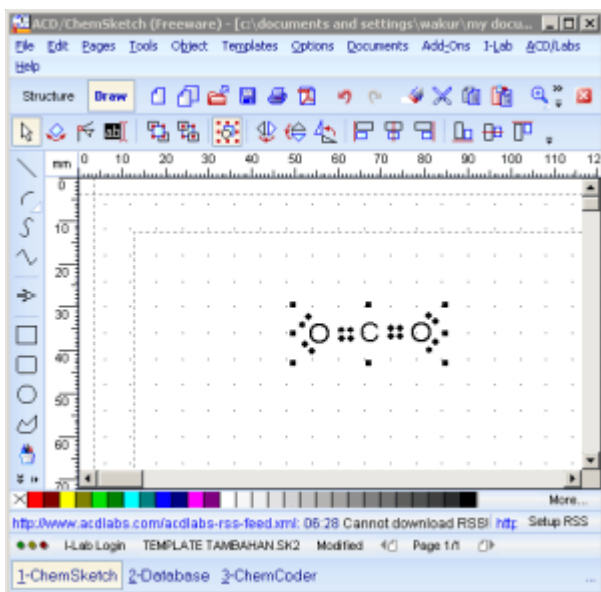 ACD/ChemSketch (Freeware) - [c:\documents and settings\wakur\my docu...
File Edit Pages Tools Object Templates Options Documents Add-Ons I-Lab ACD/Labs
Help
Structure Draw
mm 0 10 20 30 40 50 60 70 80 90 100 110 12
0
10
20
30
40
50
60
70
O :: C :: O
More...
http://www.acdlabs.com/acdlabs-rss-feed.xml: 06:28 Cannot download RSS! http Setup RSS
I-Lab Login TEMPLATE TAMBAHAN.SK2 Modified Page 1/1
1-ChemSketch 2-Database 3-ChemCoder